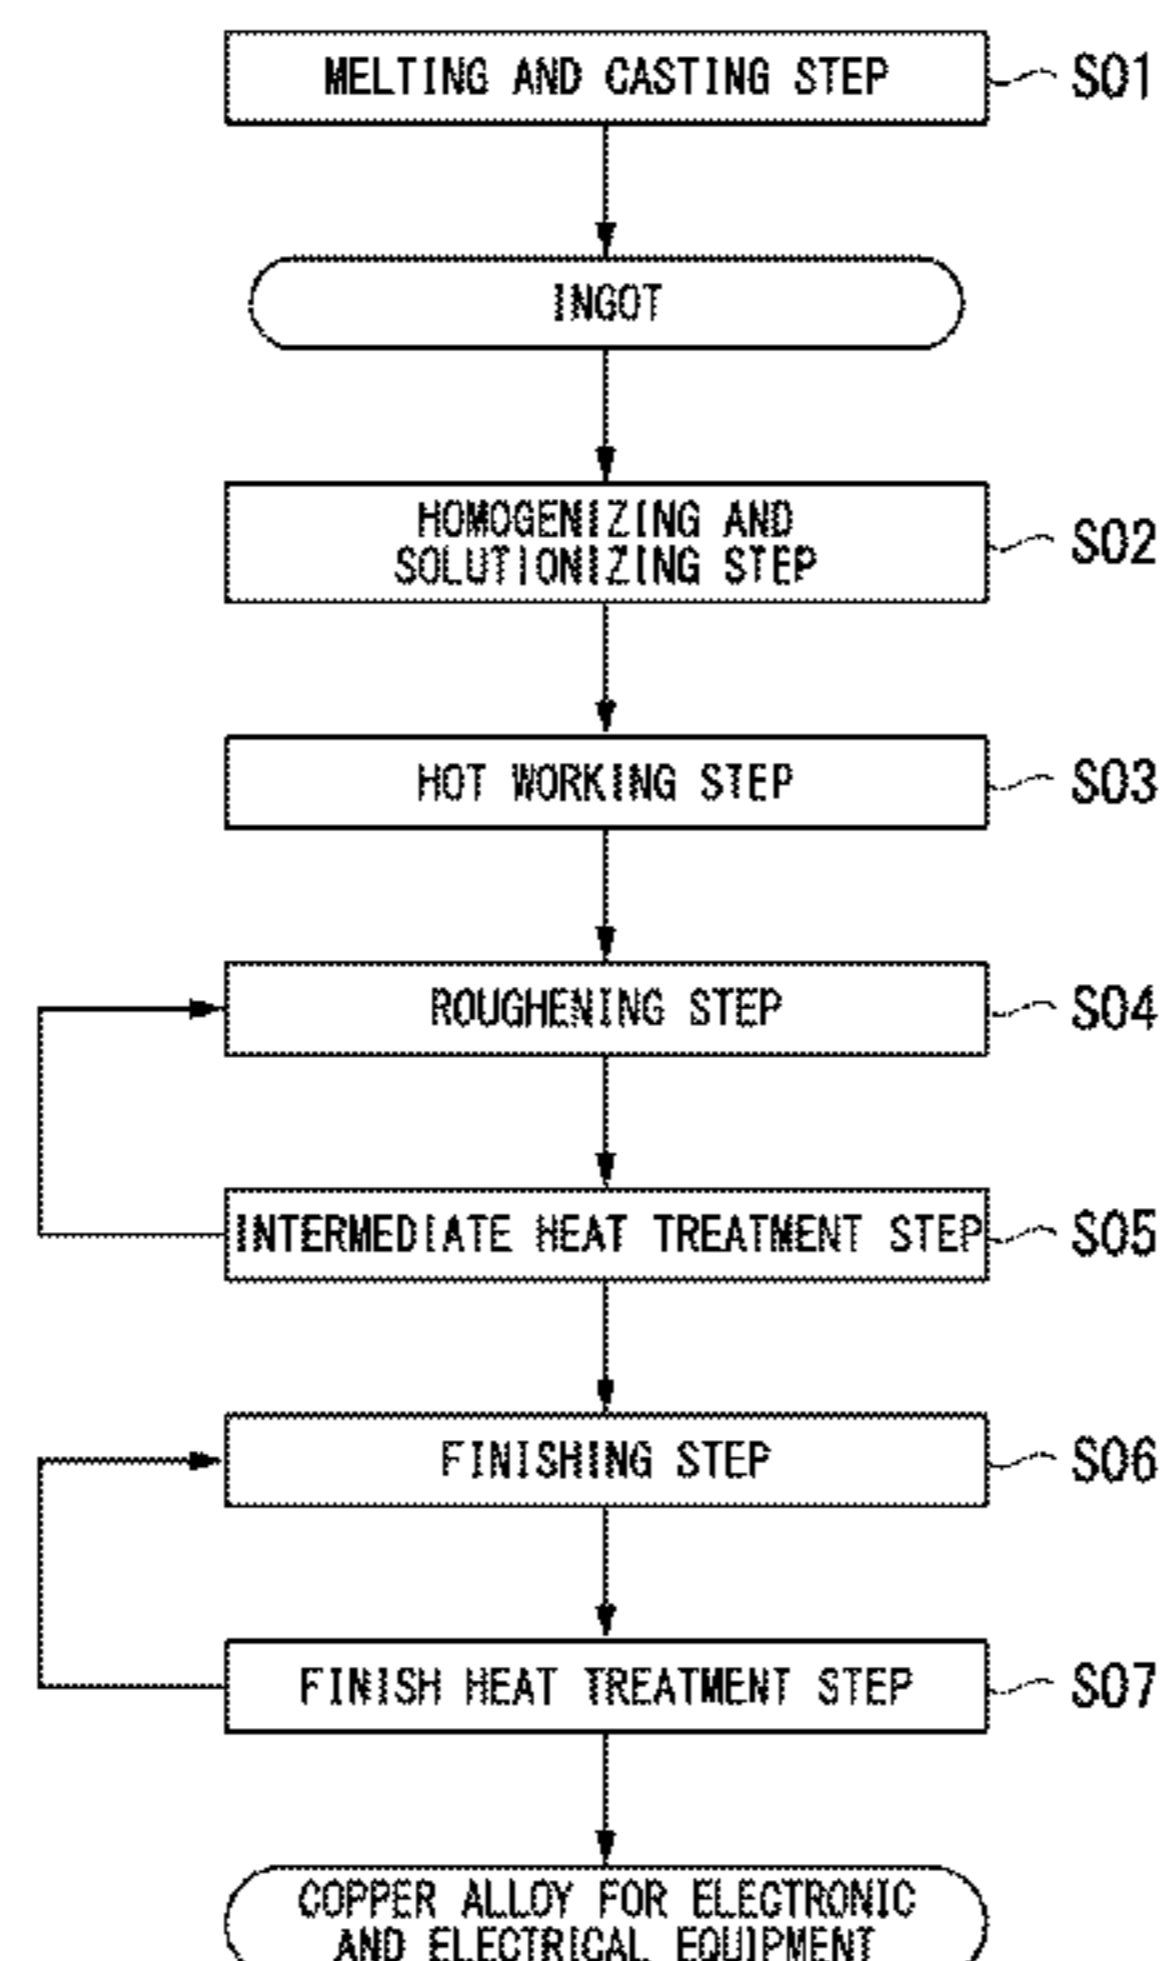 MELTING AND CASTING STEP S01
INGOT
HOMOGENIZING AND
SOLUTIONIZING STEP S02
HOT WORKING STEP S03
ROUGHENING STEP S04
INTERMEDIATE HEAT TREATMENT STEP S05
FINISHING STEP S06
FINISH HEAT TREATMENT STEP S07
COPPER ALLOY FOR ELECTRONIC
AND ELECTRICAL EQUIPMENT